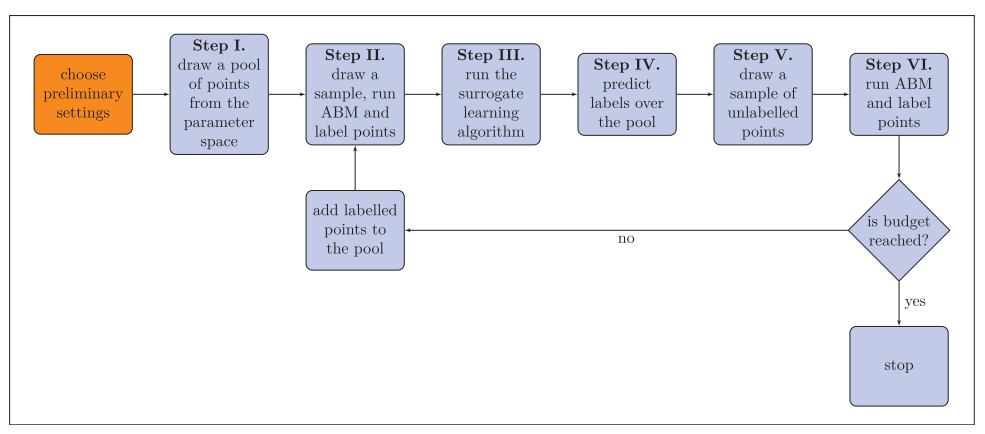 choose
preliminary
settings
Step I.
draw a pool
of points
from the
parameter
space
Step II.
draw a
sample, run
ABM and
label points
Step III.
run the
surrogate
learning
algorithm
Step IV.
predict
labels over
the pool
Step V.
draw a
sample of
unlabelled
points
Step VI.
run ABM
and label
points
is budget
reached?
no
add labelled
points to
the pool
yes
stop